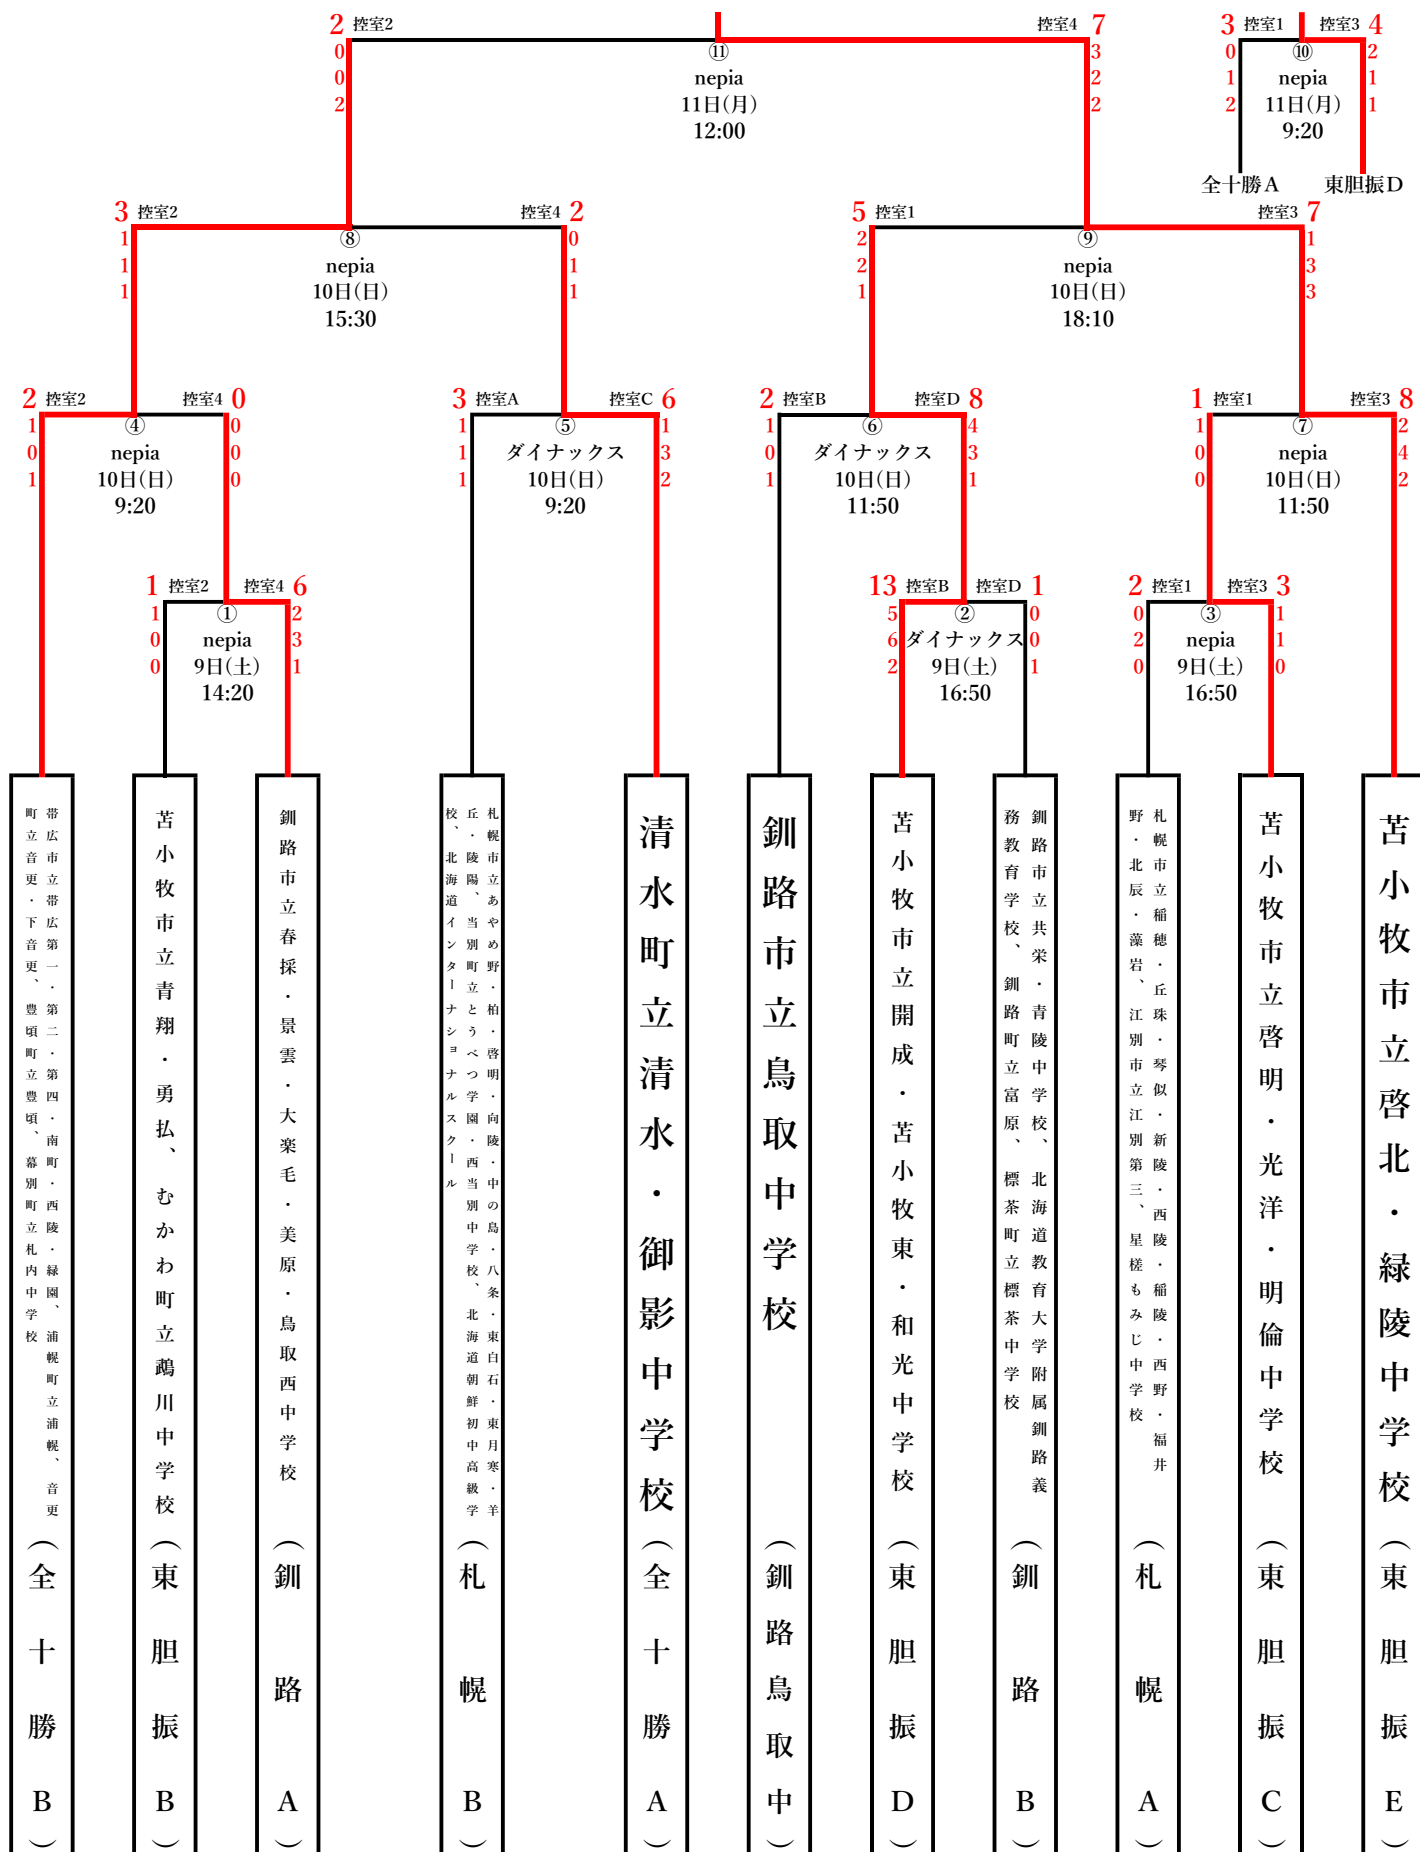 2 控室2 控室4 7
0 3
0 2
2 2
⑪
nepia
11日(月)
12:00
3 控室1 控室3 4
0 2
1 1
2 1
⑩
nepia
11日(月)
9:20
全十勝A 東胆振D
3 控室2 控室4 2
1 0
1 1
1 1
⑧
nepia
10日(日)
15:30
5 控室1 控室3 7
2 1
2 3
1 3
⑨
nepia
10日(日)
18:10
2 控室2 控室4 0
1 0
0 0
1 0
④
nepia
10日(日)
9:20
3 控室A 控室C 6
1 1
1 3
1 2
⑤
ダイナックス
10日(日)
9:20
2 控室B 控室D 8
1 4
0 3
1 1
⑥
ダイナックス
10日(日)
11:50
1 控室1 控室3 8
1 2
0 4
0 2
⑦
nepia
10日(日)
11:50
1 控室2 控室4 6
1 2
0 3
0 1
①
nepia
9日(土)
14:20
13 控室B 控室D 1
5 0
6 0
2 1
②
ダイナックス
9日(土)
16:50
2 控室1 控室3 3
0 1
2 1
0 0
③
nepia
9日(土)
16:50
帯広市立帯広第一・第二・第四・南町・西陵・緑園、浦幌町立浦幌、音更
町立音更・下音更、豊頃町立豊頃、幕別町立札内中学校
(全十勝B)
苫小牧市立青翔・勇払、むかわ町立鵡川中学校
(東胆振B)
釧路市立春採・景雲・大楽毛・美原・鳥取西中学校
(釧路A)
札幌市立あやめ野・柏・啓明・向陵・中の島・八条・東白石・東月寒・羊
丘・陵陽、当別町立とうべつ学園・西当別中学校、北海道朝鮮初中高級学
校、北海道インターナショナルスクール
(札幌B)
清水町立清水・御影中学校
(全十勝A)
釧路市立鳥取中学校
(釧路鳥取中)
苫小牧市立開成・苫小牧東・和光中学校
(東胆振D)
釧路市立共栄・青陵中学校、北海道教育大学附属釧路義
務教育学校、釧路町立富原、標茶町立標茶中学校
(釧路B)
札幌市立稲穂・丘珠・琴似・新陵・西陵・稲陵・西野・福井
野・北辰・藻岩、江別市立江別第三、星槎もみじ中学校
(札幌A)
苫小牧市立啓明・光洋・明倫中学校
(東胆振C)
苫小牧市立啓北・緑陵中学校
(東胆振E)